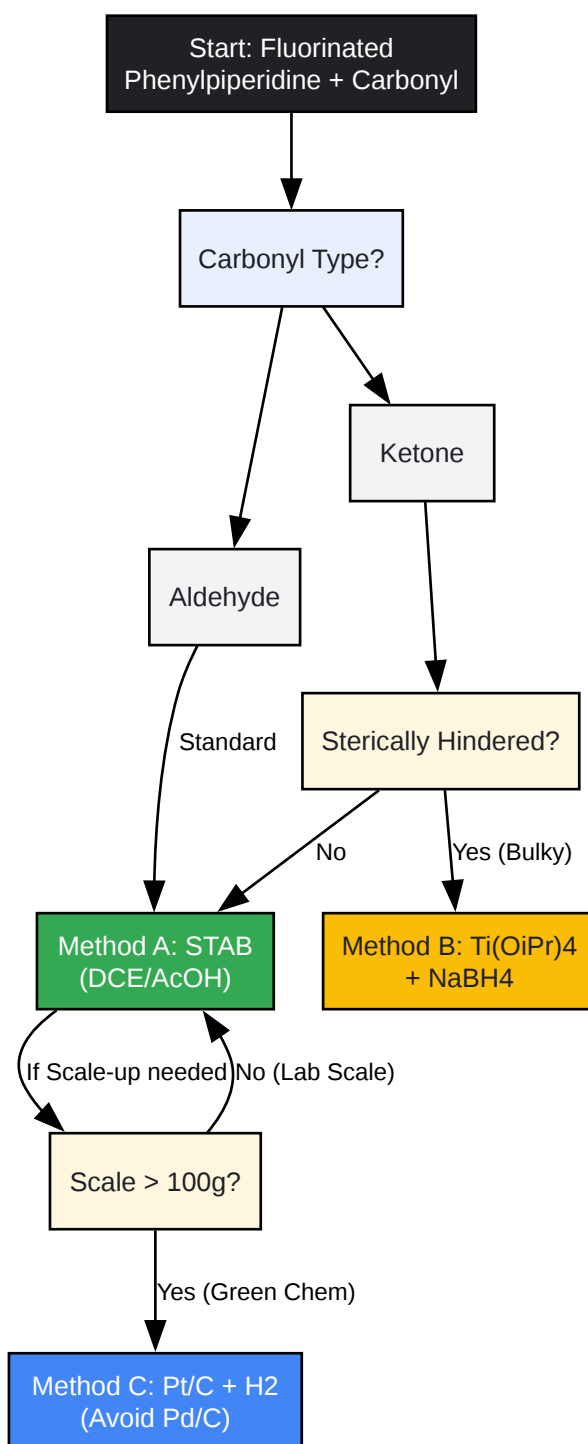 Start: Fluorinated
Phenylpiperidine + Carbonyl
Carbonyl Type?
Ketone
Aldehyde
Sterically Hindered?
Standard
No
Yes (Bulky)
Method A: STAB
(DCE/AcOH)
Method B: Ti(OiPr)4
+ NaBH4
If Scale-up needed
No (Lab Scale)
Scale > 100g?
Yes (Green Chem)
Method C: Pt/C + H2
(Avoid Pd/C)